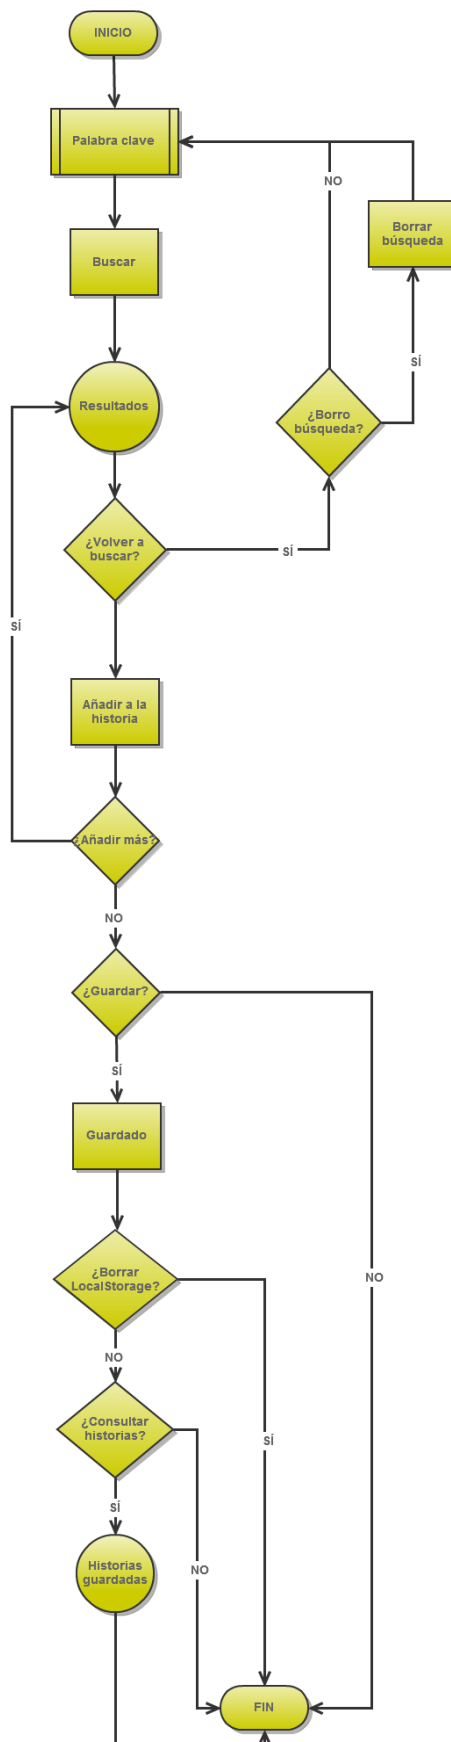 INICIO
Palabra clave
NO
Borrar
búsqueda
Buscar
SÍ
Resultados
¿Borro
búsqueda?
¿Volver a
buscar?
SÍ
SÍ
Añadir a la
historia
¿Añadir más?
NO
¿Guardar?
SÍ
Guardado
¿Borrar
LocalStorage?
NO
NO
¿Consultar
historias?
SÍ
SÍ
Historias
guardadas
NO
FIN